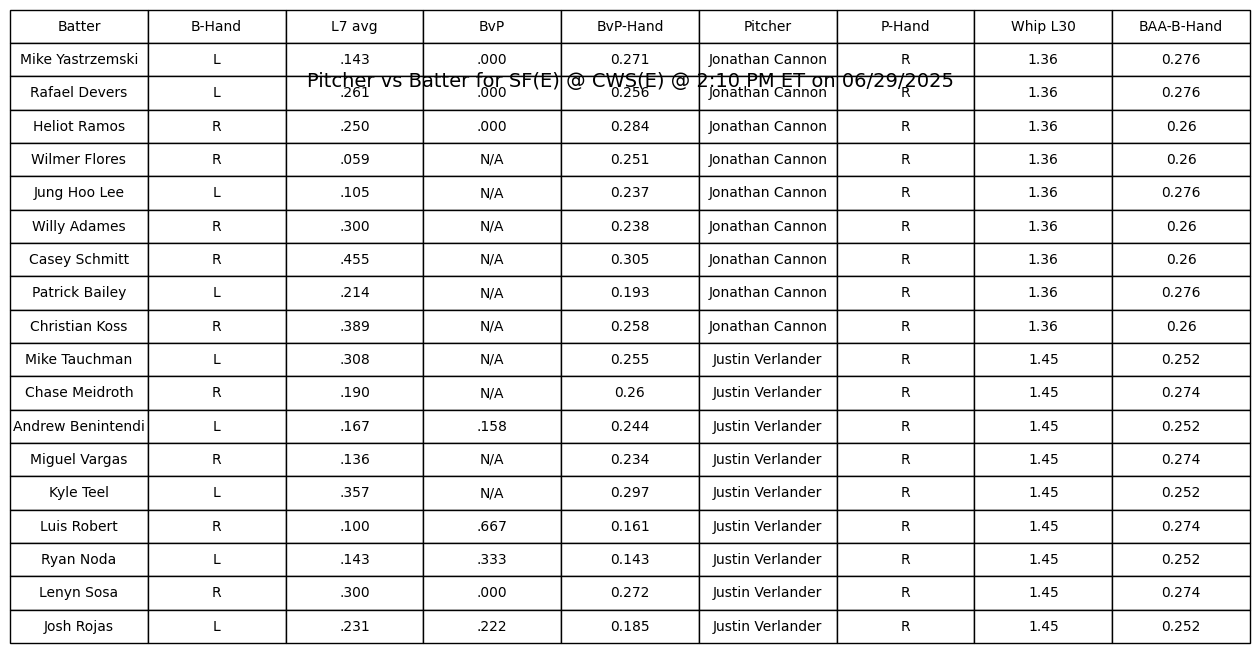 Batter B-Hand L7 avg BvP BvP-Hand Pitcher P-Hand Whip L30 BAA-B-Hand
Mike Yastrzemski L .143 .000 0.271 Jonathan Cannon R 1.36 0.276
Pitcher vs Batter for SF(E) @ CWS(E) @ 2:10 PM ET on 06/29/2025
Rafael Devers L .261 .000 0.256 Jonathan Cannon R 1.36 0.276
Heliot Ramos R .250 .000 0.284 Jonathan Cannon R 1.36 0.26
Wilmer Flores R .059 N/A 0.251 Jonathan Cannon R 1.36 0.26
Jung Hoo Lee L .105 N/A 0.237 Jonathan Cannon R 1.36 0.276
Willy Adames R .300 N/A 0.238 Jonathan Cannon R 1.36 0.26
Casey Schmitt R .455 N/A 0.305 Jonathan Cannon R 1.36 0.26
Patrick Bailey L .214 N/A 0.193 Jonathan Cannon R 1.36 0.276
Christian Koss R .389 N/A 0.258 Jonathan Cannon R 1.36 0.26
Mike Tauchman L .308 N/A 0.255 Justin Verlander R 1.45 0.252
Chase Meidroth R .190 N/A 0.26 Justin Verlander R 1.45 0.274
Andrew Benintendi L .167 .158 0.244 Justin Verlander R 1.45 0.252
Miguel Vargas R .136 N/A 0.234 Justin Verlander R 1.45 0.274
Kyle Teel L .357 N/A 0.297 Justin Verlander R 1.45 0.252
Luis Robert R .100 .667 0.161 Justin Verlander R 1.45 0.274
Ryan Noda L .143 .333 0.143 Justin Verlander R 1.45 0.252
Lenyn Sosa R .300 .000 0.272 Justin Verlander R 1.45 0.274
Josh Rojas L .231 .222 0.185 Justin Verlander R 1.45 0.252